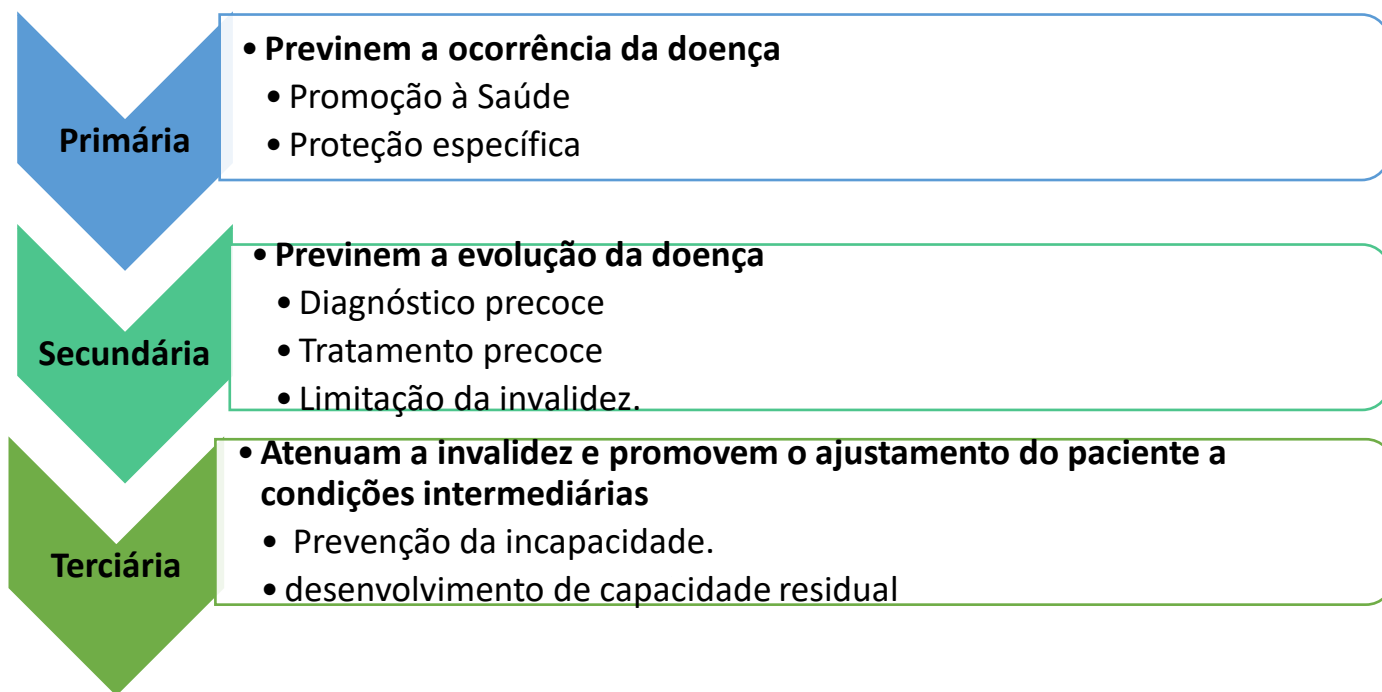 Primária
• Previnem a ocorrência da doença
• Promoção à Saúde
• Proteção específica
Secundária
• Previnem a evolução da doença
• Diagnóstico precoce
• Tratamento precoce
• Limitação da invalidez.
Terciária
• Atenuam a invalidez e promovem o ajustamento do paciente a
condições intermediárias
• Prevenção da incapacidade.
• desenvolvimento de capacidade residual